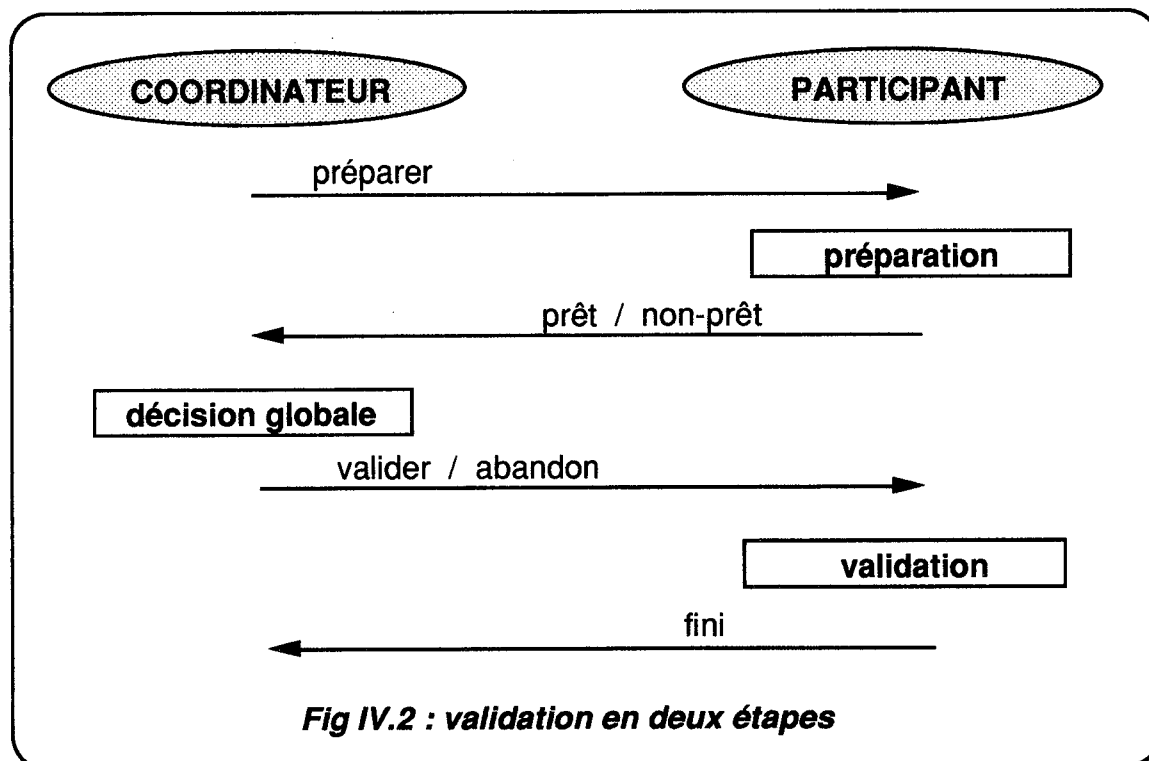 COORDINATEUR
PARTICIPANT
préparer
préparation
prêt / non-prêt
décision globale
valider / abandon
validation
fini
Fig IV.2 : validation en deux étapes